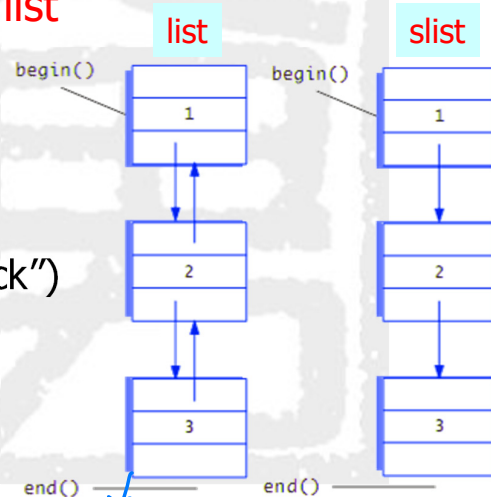 list
list
slist
begin()
begin()
1
1
ck”)
2
2
3
3
end()
end()